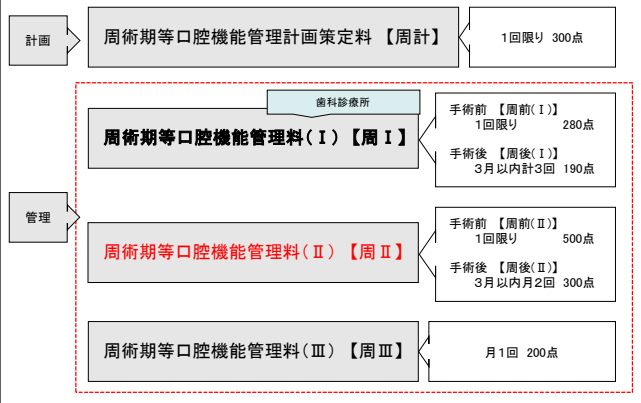 計画
周術期等口腔機能管理計画策定料 【周計】
1回限り 300点
歯科診療所
周術期等口腔機能管理料(Ⅰ) 【周Ⅰ】
手術前 【周前(Ⅰ)】
1回限り 280点
手術後 【周後(Ⅰ)】
3月以内計3回 190点
管理
周術期等口腔機能管理料(Ⅱ) 【周Ⅱ】
手術前 【周前(Ⅱ)】
1回限り 500点
手術後 【周後(Ⅱ)】
3月以内月2回 300点
周術期等口腔機能管理料(Ⅲ) 【周Ⅲ】
月1回 200点